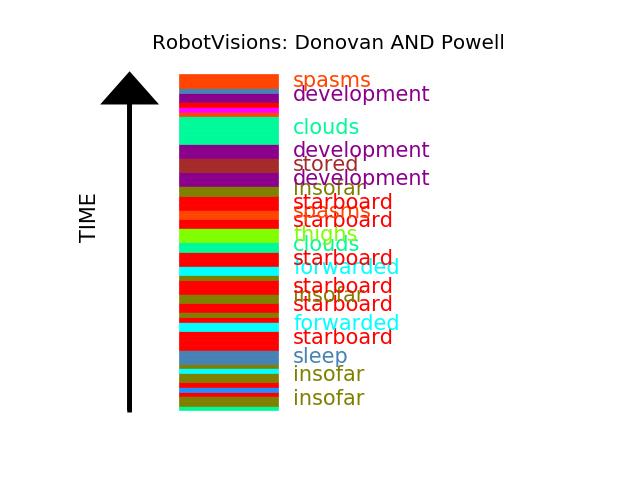 RobotVisions: Donovan AND Powell
TIME
spasms
development
clouds
development
stored
development
insofar
starboard
spasms
starboard
thighs
clouds
starboard
forwarded
starboard
insofar
starboard
forwarded
starboard
sleep
insofar
insofar